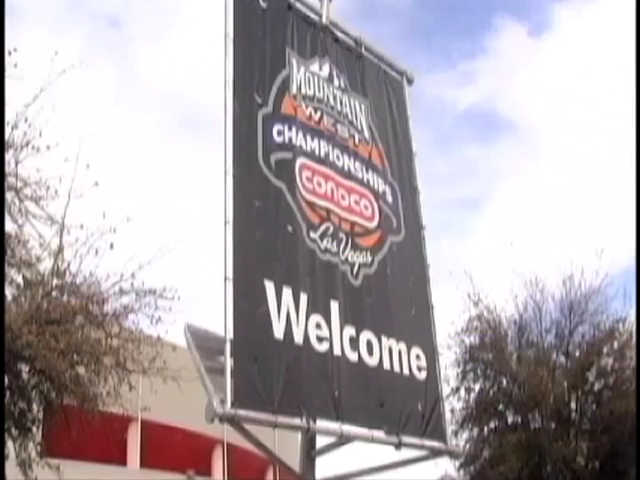 MOUNTAIN
WEST
CHAMPIONSHIPS
conoco
Las Vegas
Welcome